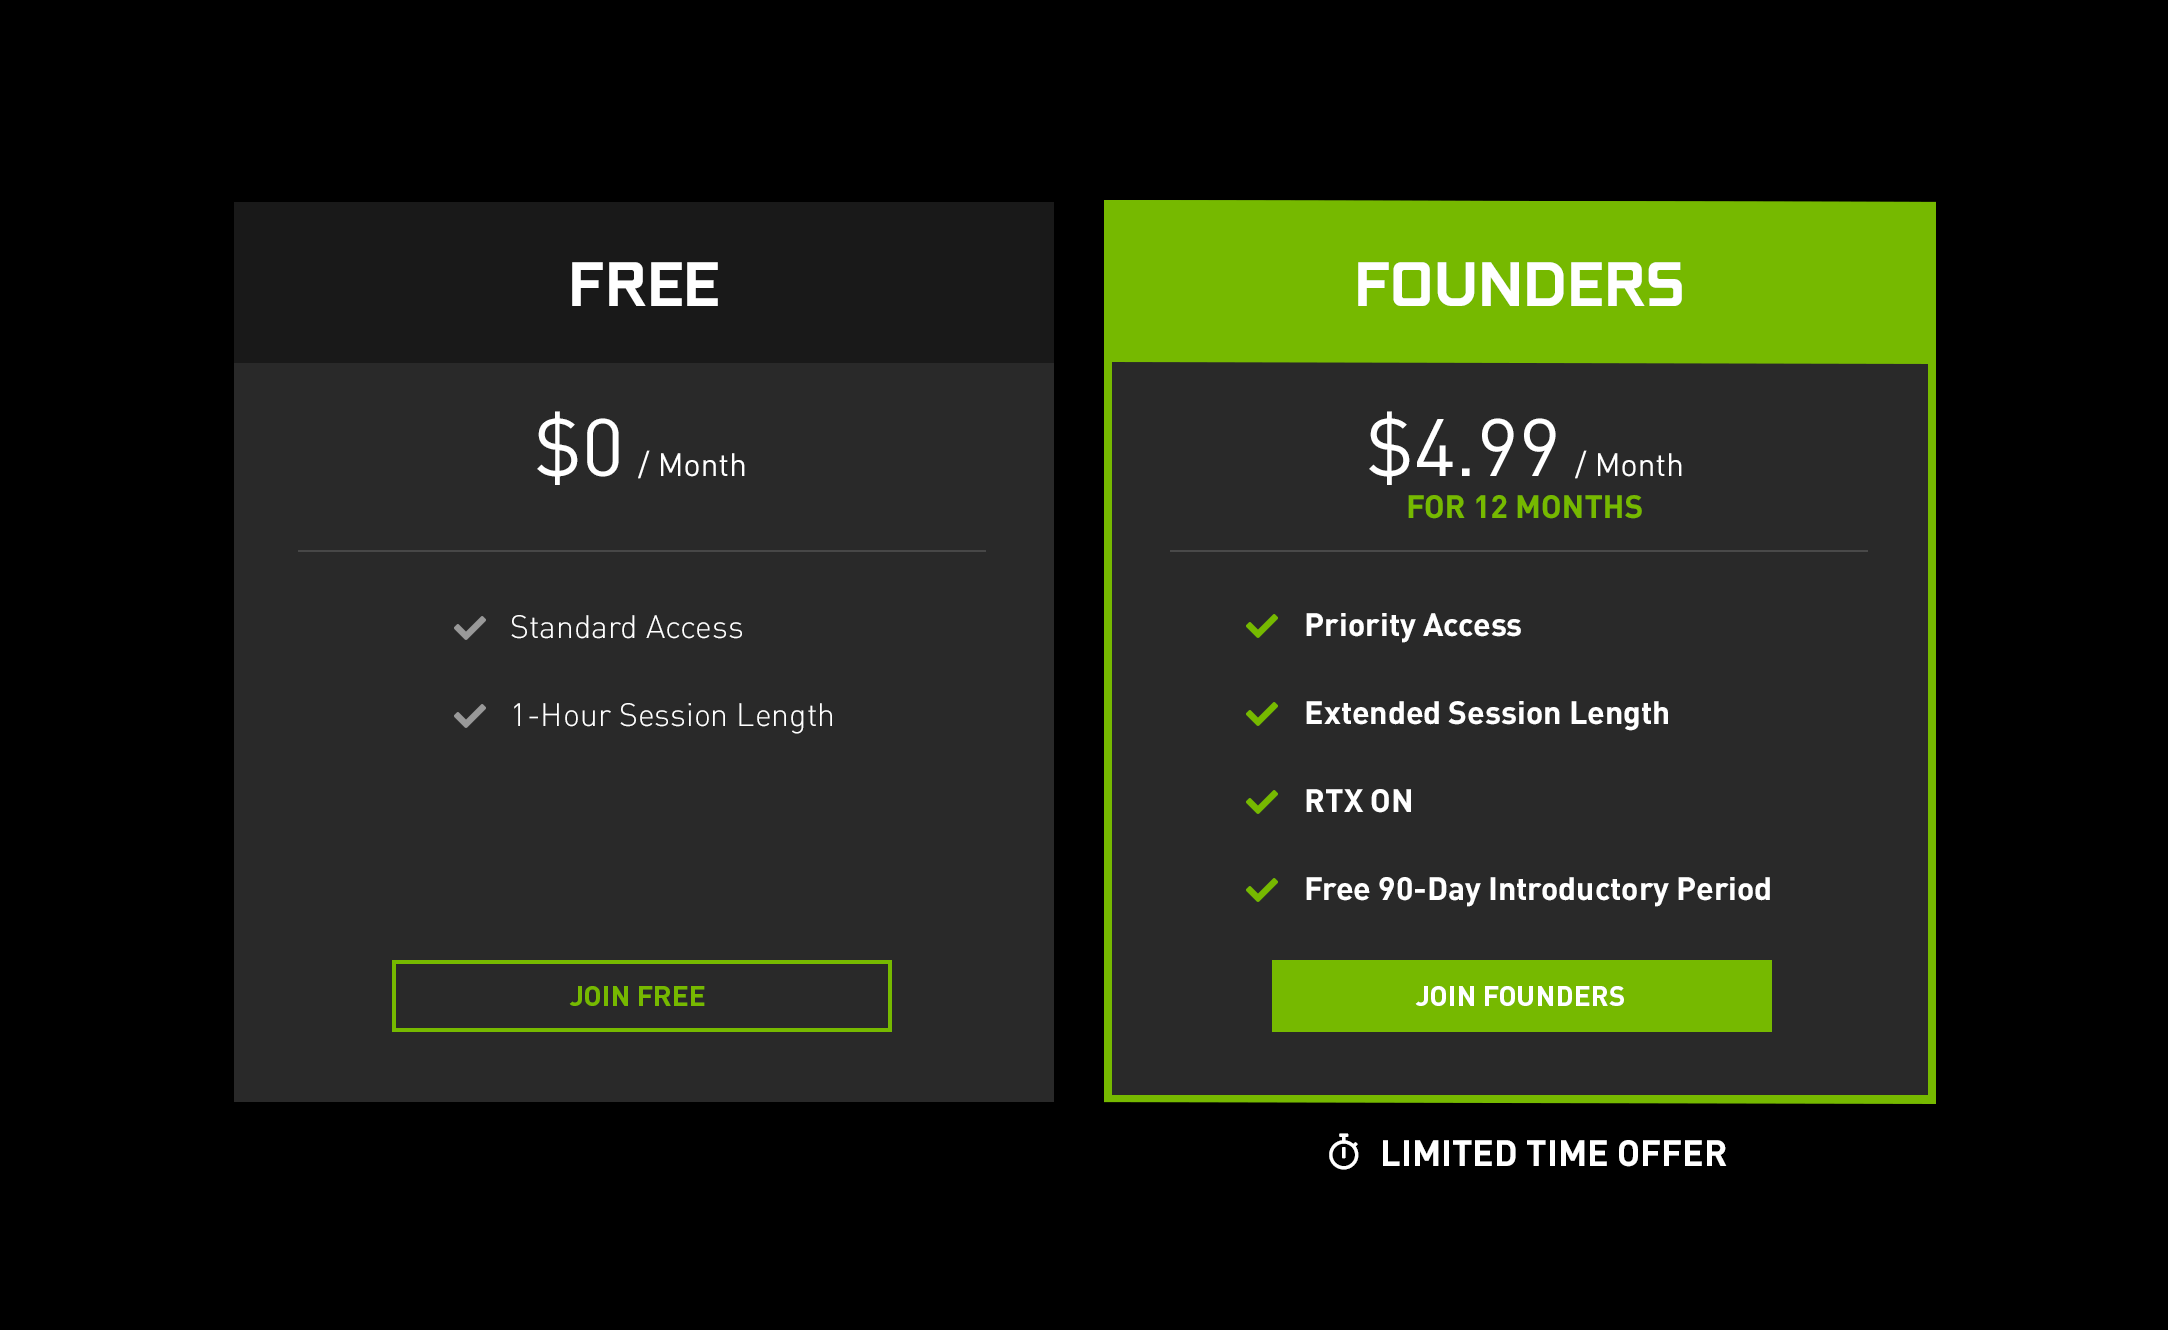 FREE
$0 / Month
Standard Access
1-Hour Session Length
JOIN FREE
FOUNDERS
$4.99 / Month
FOR 12 MONTHS
Priority Access
Extended Session Length
RTX ON
Free 90-Day Introductory Period
JOIN FOUNDERS
LIMITED TIME OFFER